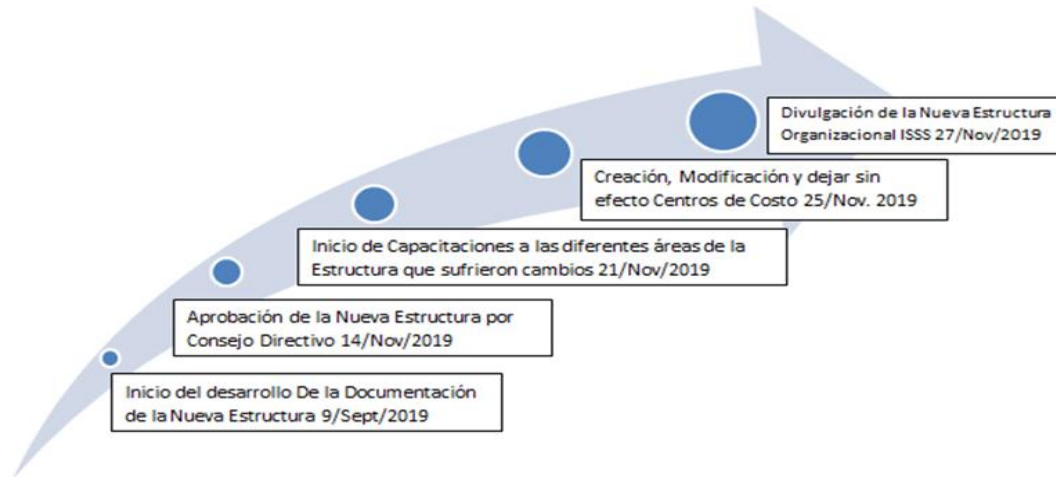 Divulgación de la Nueva Estructura
Organizacional ISSS 27/Nov/2019
Creación, Modificación y dejar sin
efecto Centros de Costo 25/Nov. 2019
Inicio de Capacitaciones a las diferentes áreas de la
Estructura que sufrieron cambios 21/Nov/2019
Aprobación de la Nueva Estructura por
Consejo Directivo 14/Nov/2019
Inicio del desarrollo De la Documentación
de la Nueva Estructura 9/Sept/2019